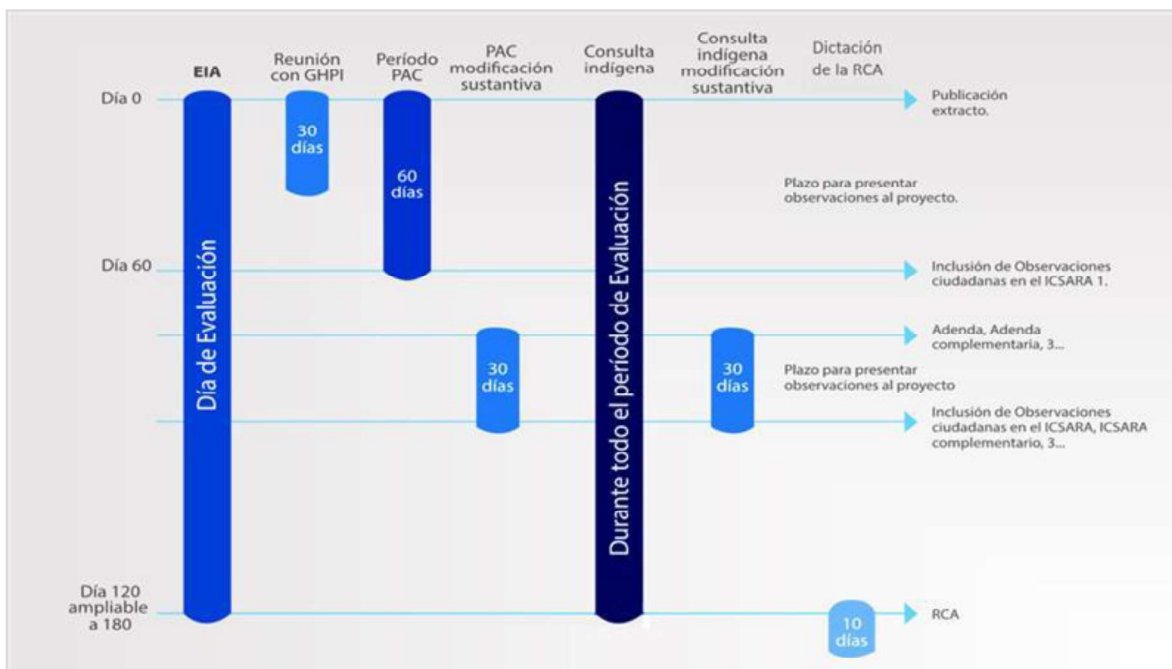 EIA
Reunión
con GHPI
Período
PAC
PAC
modificación
sustantiva
Consulta
indígena
Consulta
indígena
modificación
sustantiva
Dictación
de la RCA
Día 0
Publicación
extracto.
30
días
60
días
Plazo para presentar
observaciones al proyecto.
Día 60
Inclusión de Observaciones
ciudadanas en el ICSARA 1.
Día de Evaluación
Durante todo el período de Evaluación
Adenda, Adenda
complementaria, 3...
30
días
30
días
Plazo para presentar
observaciones al proyecto
Inclusión de Observaciones
ciudadanas en el ICSARA, ICSARA
complementario, 3...
Día 120
ampliable
a 180
RCA
10
días